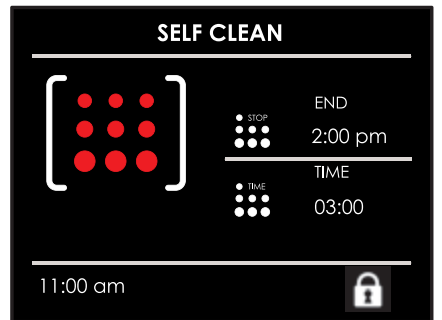 SELF CLEAN
END
STOP
2:00 pm
TIME
TIME
03:00
11:00 am